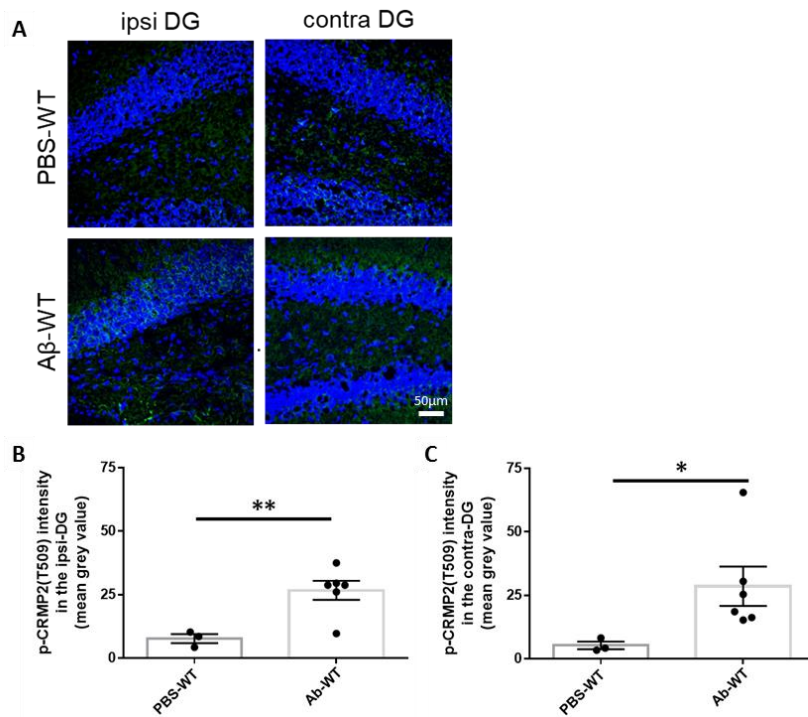 A
ipsi DG
contra DG
PBS-WT
Aβ-WT
50µm
B
p-CRMP2(T509) intensity
in the ipsi-DG
(mean grey value)
75
50
25
0
**
PBS-WT
Ab-WT
C
p-CRMP2(T509) intensity
in the contra-DG
(mean grey value)
75
50
25
0
*
PBS-WT
Ab-WT